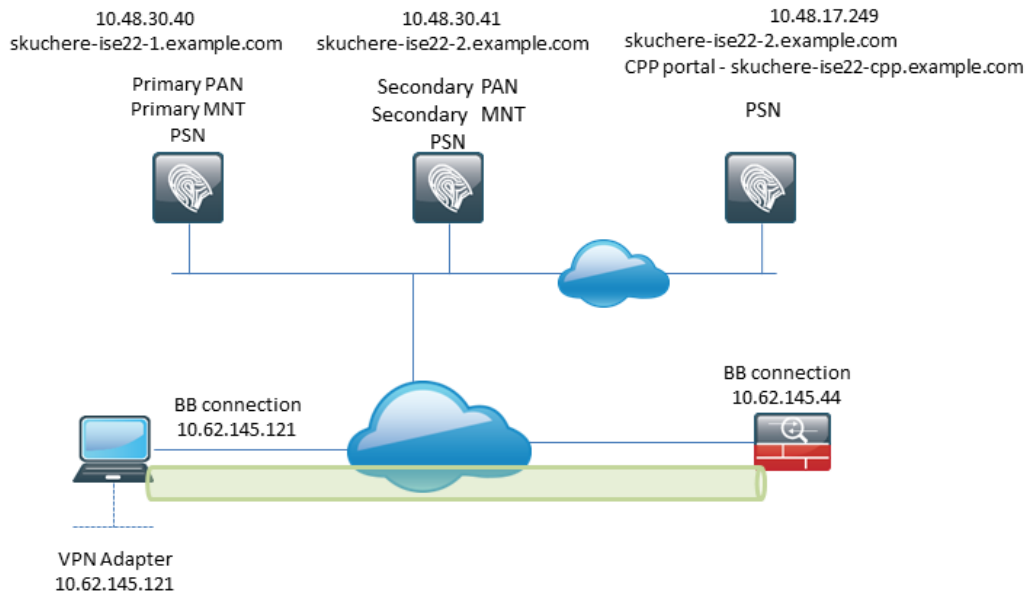 10.48.30.40
skuchere-ise22-1.example.com
Primary PAN
Primary MNT
PSN
10.48.30.41
skuchere-ise22-2.example.com
Secondary PAN
Secondary MNT
PSN
10.48.17.249
skuchere-ise22-2.example.com
CPP portal - skuchere-ise22-cpp.example.com
PSN
BB connection
10.62.145.121
BB connection
10.62.145.44
VPN Adapter
10.62.145.121